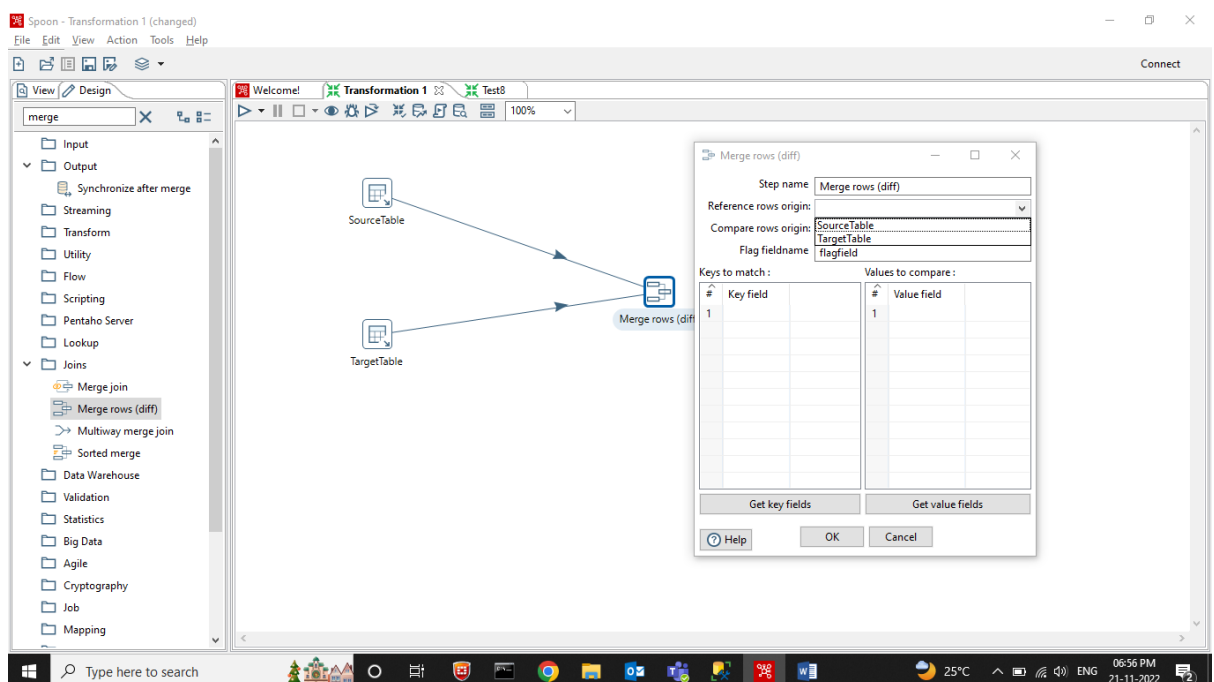 Spoon - Transformation 1 (changed)
File Edit View Action Tools Help
Connect
View Design
merge
Input
Output
Synchronize after merge
Streaming
Transform
Utility
Flow
Scripting
Pentaho Server
Lookup
Joins
Merge join
Merge rows (diff)
Multiway merge join
Sorted merge
Data Warehouse
Validation
Statistics
Big Data
Agile
Cryptography
Job
Mapping
Welcome! Transformation 1 Test8
100%
SourceTable
TargetTable
Merge rows (diff
Merge rows (diff)
Step name Merge rows (diff)
Reference rows origin:
Compare rows origin: SourceTable
TargetTable
Flag fieldname flagfield
Keys to match : Values to compare :
# Key field # Value field
1 1
Get key fields Get value fields
Help OK Cancel
Type here to search
25°C ENG 06:56 PM
21-11-2022
2